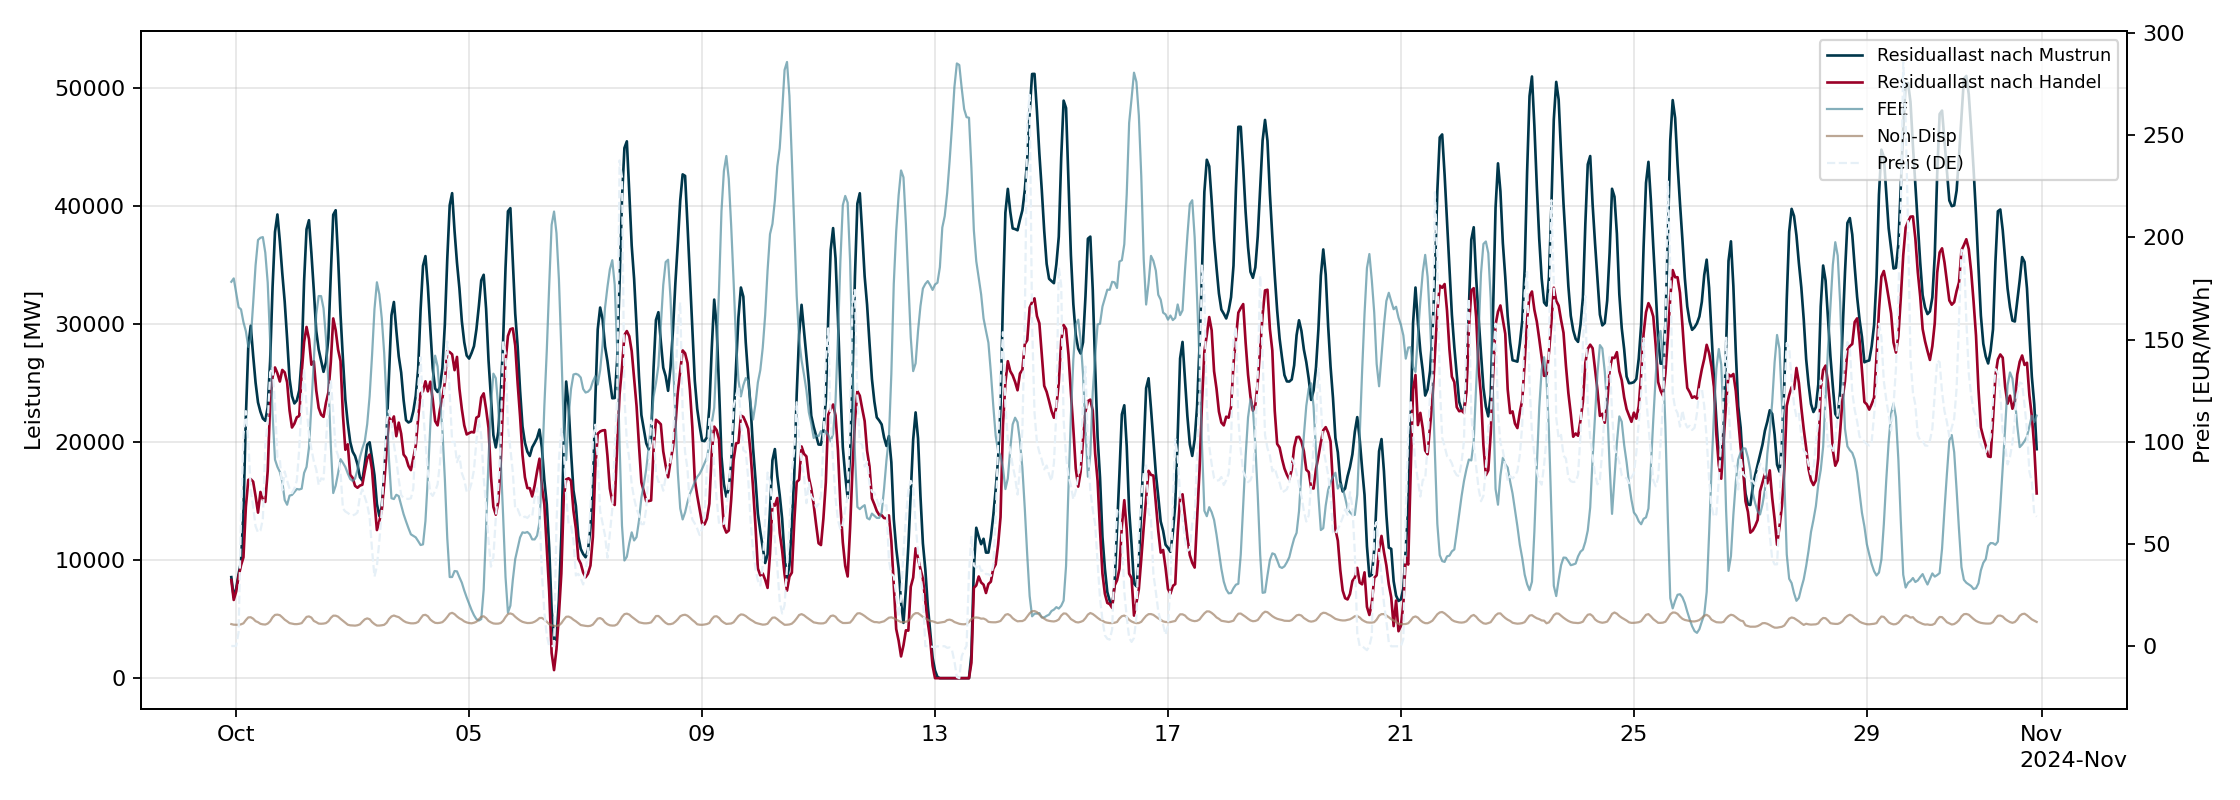 Residuallast nach Mustrun
Residuallast nach Handel
FEE
Non-Disp
Preis (DE)
Leistung [MW]
50000
40000
30000
20000
10000
0
Preis [EUR/MWh]
300
250
200
150
100
50
0
Oct
05
09
13
17
21
25
29
Nov
2024-Nov